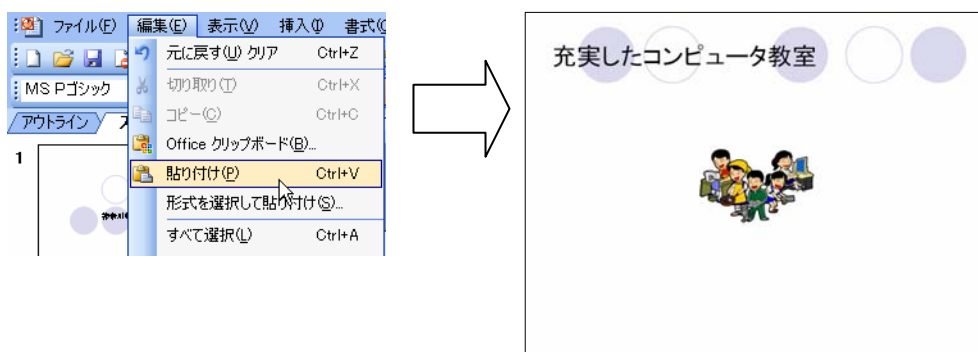 ファイル(F) 編集(E) 表示(V) 挿入(I) 書式(O
元に戻す(U) クリア Ctrl+Z
切り取り(T) Ctrl+X
MS Pゴシック
コピー(C) Ctrl+C
アウトライン
Office クリップボード(B)...
1
貼り付け(P) Ctrl+V
形式を選択して貼り付け(S)...
すべて選択(L) Ctrl+A
充実したコンピュータ教室